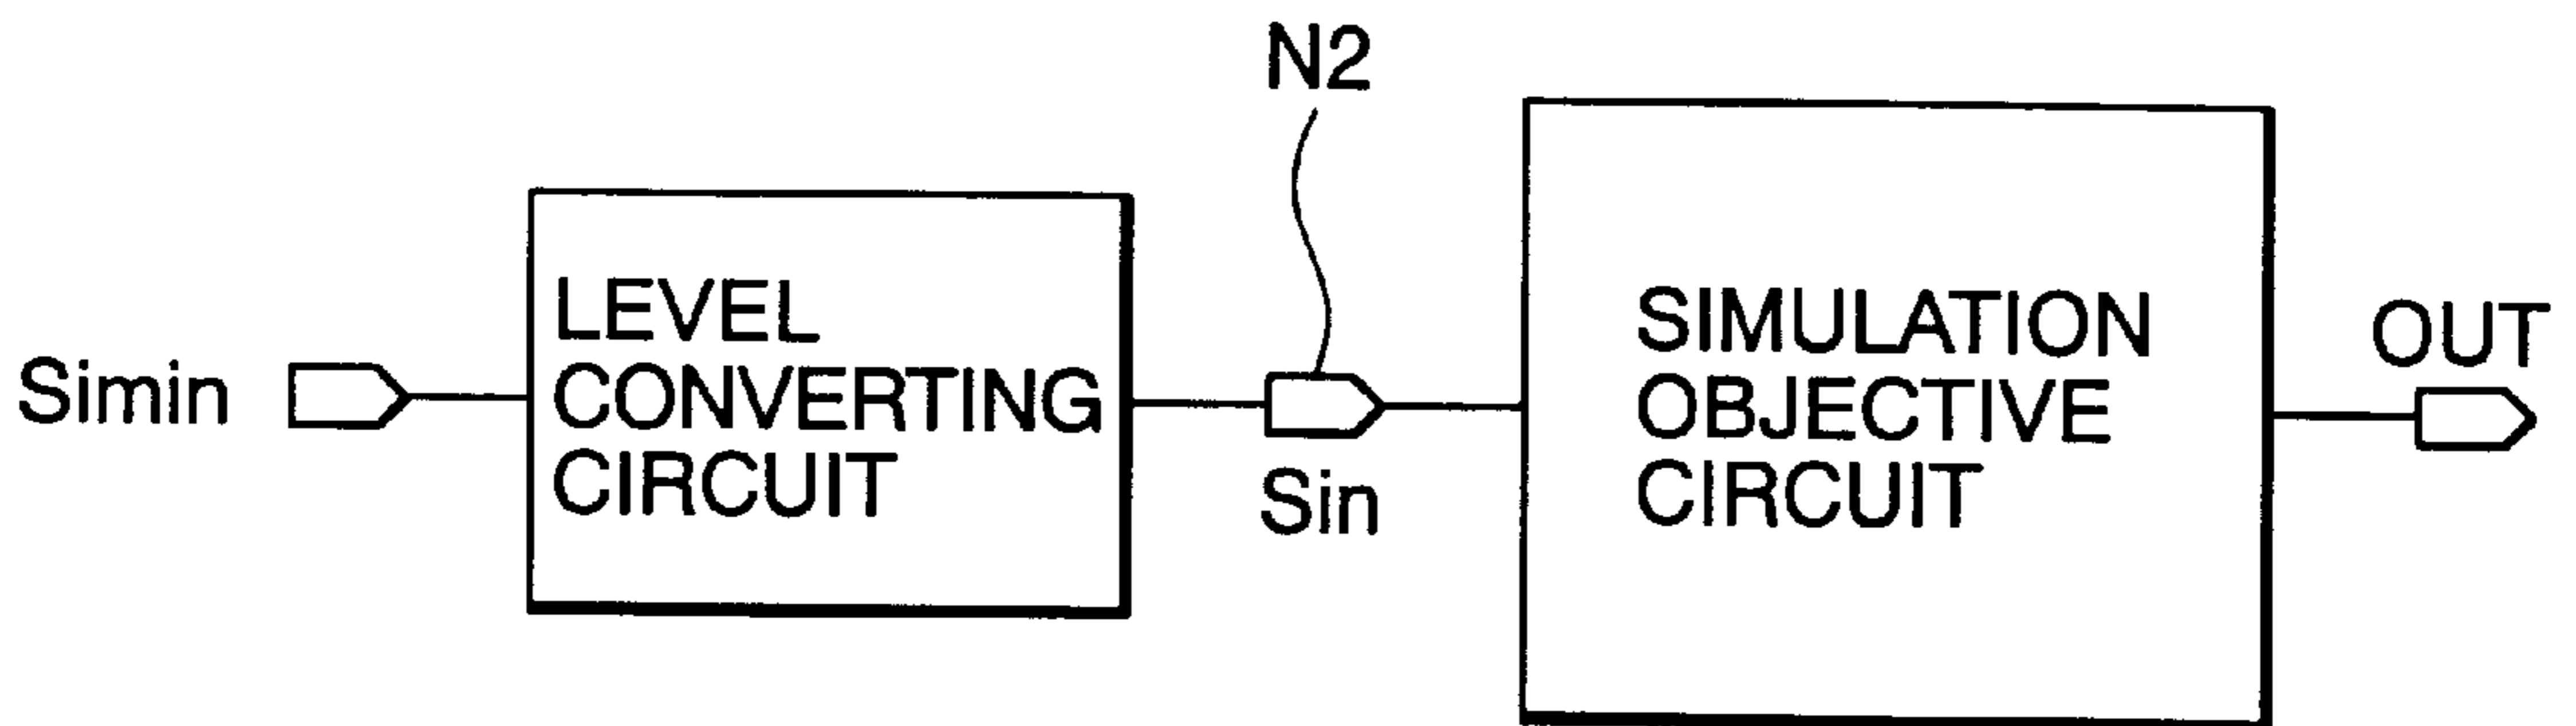 N2
Simin
LEVEL
CONVERTING
CIRCUIT
Sin
SIMULATION
OBJECTIVE
CIRCUIT
OUT